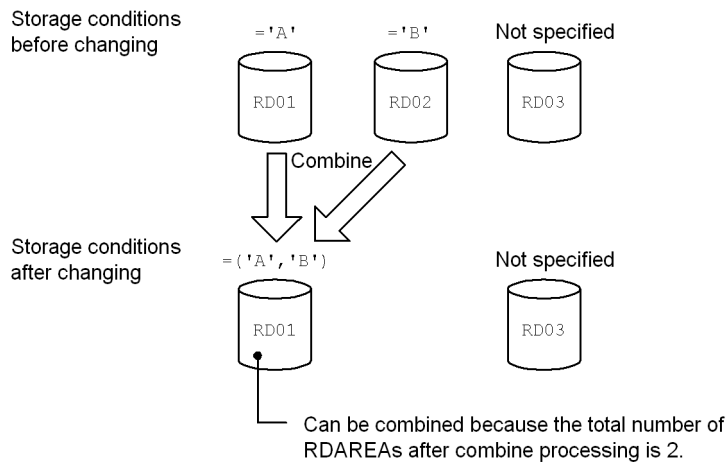 Storage conditions
before changing
='A'
='B'
Not specified
RD01
RD02
RD03
Combine
Storage conditions
after changing
=('A','B')
Not specified
RD01
RD03
Can be combined because the total number of
RDAREAs after combine processing is 2.